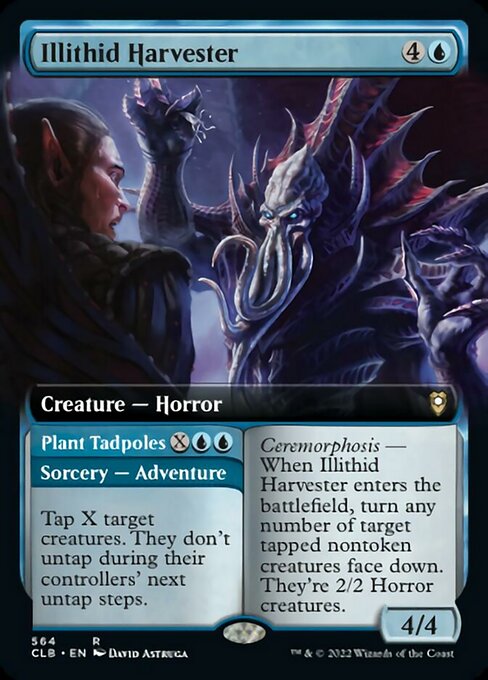 Illithid Harvester 4
Creature — Horror
Plant Tadpoles X
Sorcery — Adventure
Tap X target
creatures. They don't
untap during their
controllers' next
untap steps.
Ceremorphosis —
When Illithid
Harvester enters the
battlefield, turn any
number of target
tapped nontoken
creatures face down.
They're 2/2 Horror
creatures.
4/4
564 R
CLB • EN David Astruga
™ & © 2022 Wizards of the Coast